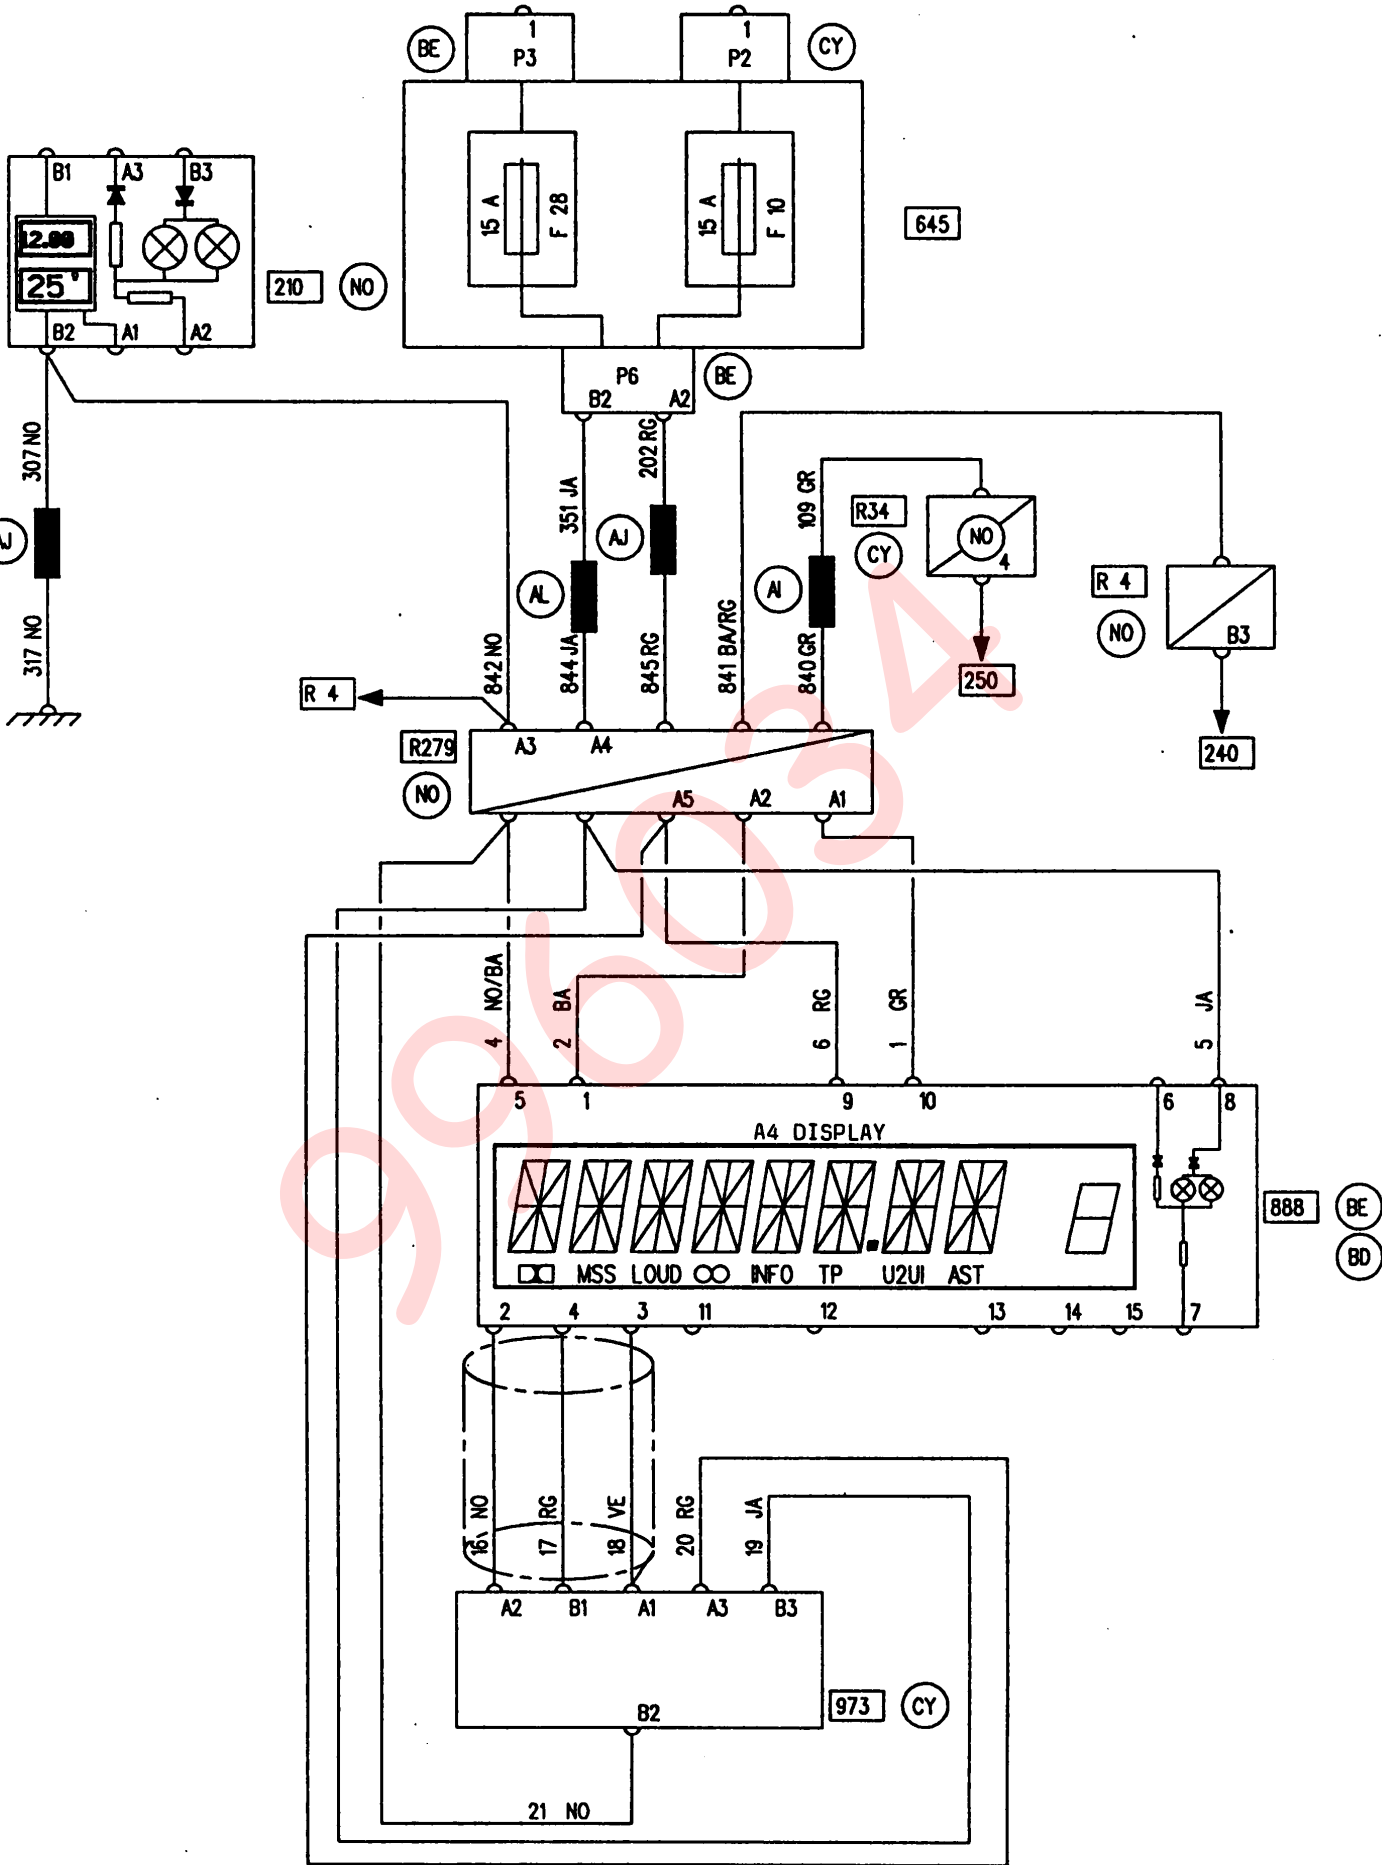 1
P3
1
P2
BE
CY
15 A
F 28
15 A
F 10
645
B1
A3
B3
12.00
25°
B2
A1
A2
210
NO
P6
B2
A2
BE
307 NO
317 NO
351 JA
202 RG
AJ
AL
844 JA
845 RG
842 NO
841 BA/RG
109 GR
AI
840 GR
R34
CY
NO
4
250
R 4
NO
B3
240
R 4
R279
NO
A3
A4
A5
A2
A1
4 NO/BA
2 BA
6 RG
1 GR
5 JA
5
1
9
10
6
8
A4 DISPLAY
MSS LOUD INFO TP U2UI AST
888
BE
BD
2
4
3
11
12
13
14
15
7
16 NO
17 RG
18 VE
20 RG
19 JA
A2
B1
A1
A3
B3
B2
973
CY
21 NO
996034